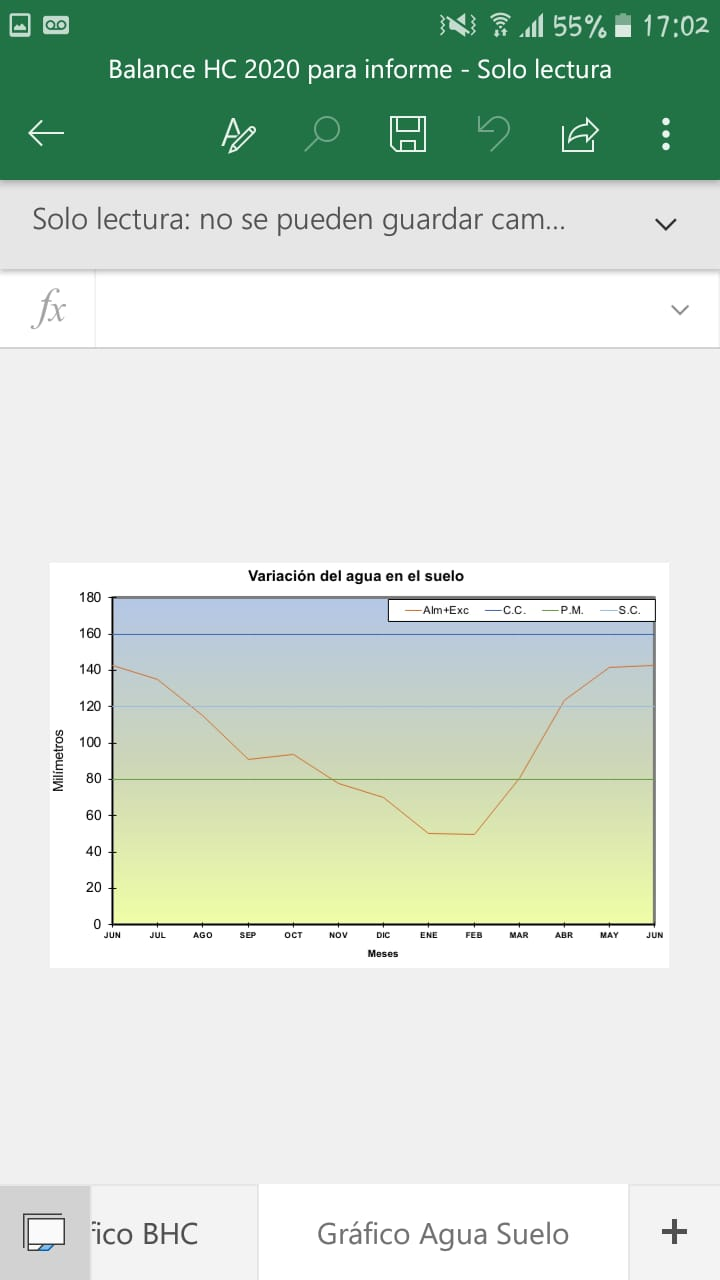 55% 17:02
Balance HC 2020 para informe - Solo lectura
Solo lectura: no se pueden guardar cam...
fx
Variación del agua en el suelo
Alm+Exc C.C. P.M. S.C.
180
160
140
120
100
80
60
40
20
0
Milímetros
JUN JUL AGO SEP OCT NOV DIC ENE FEB MAR ABR MAY JUN
Meses
fico BHC Gráfico Agua Suelo +